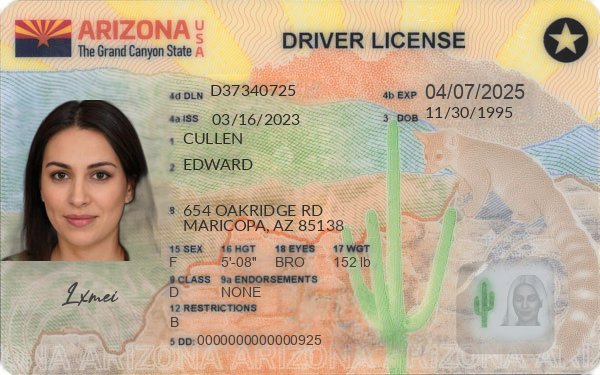 ARIZONA USA
The Grand Canyon State
DRIVER LICENSE
4d DLN D37340725
4b EXP 04/07/2025
4a ISS 03/16/2023
3 DOB 11/30/1995
1 CULLEN
2 EDWARD
8 654 OAKRIDGE RD
MARICOPA, AZ 85138
15 SEX 16 HGT 18 EYES 17 WGT
F 5'-08" BRO 152 lb
9 CLASS 9a ENDORSEMENTS
D NONE
12 RESTRICTIONS
B
5 DD: 0000000000000925
Lxmei
ARIZONA ARIZONA ARIZONA ARIZONA